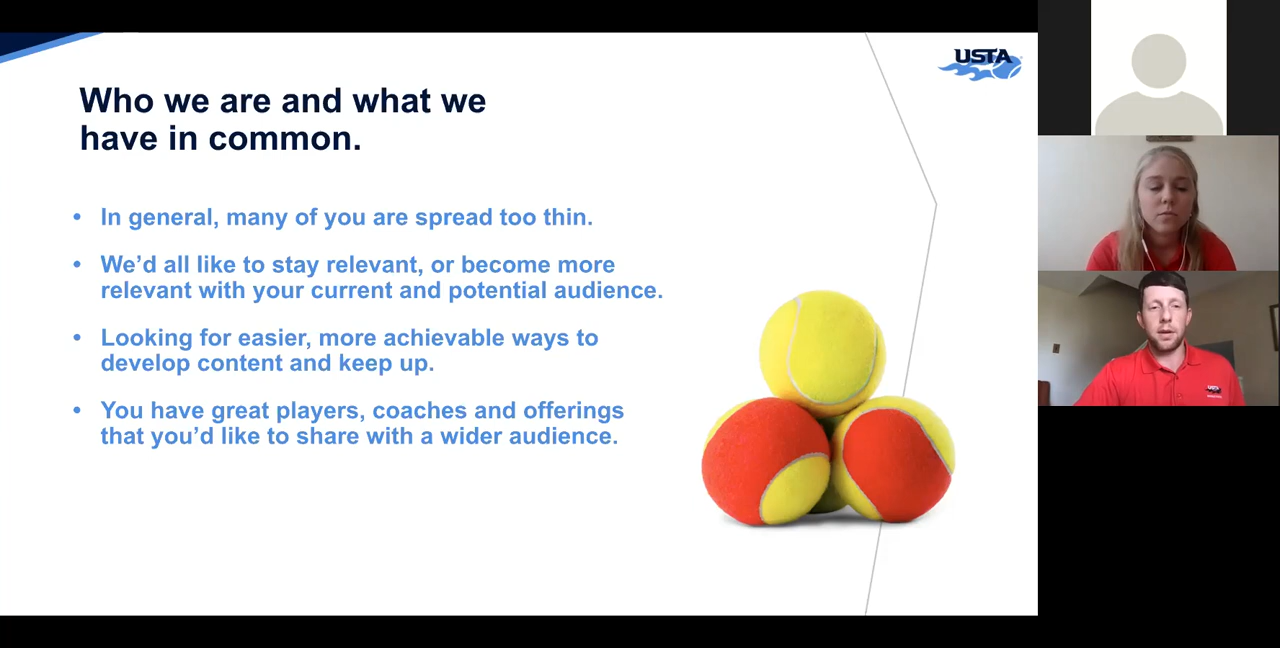 USTA
Who we are and what we
have in common.
• In general, many of you are spread too thin.
• We’d all like to stay relevant, or become more
relevant with your current and potential audience.
• Looking for easier, more achievable ways to
develop content and keep up.
• You have great players, coaches and offerings
that you’d like to share with a wider audience.